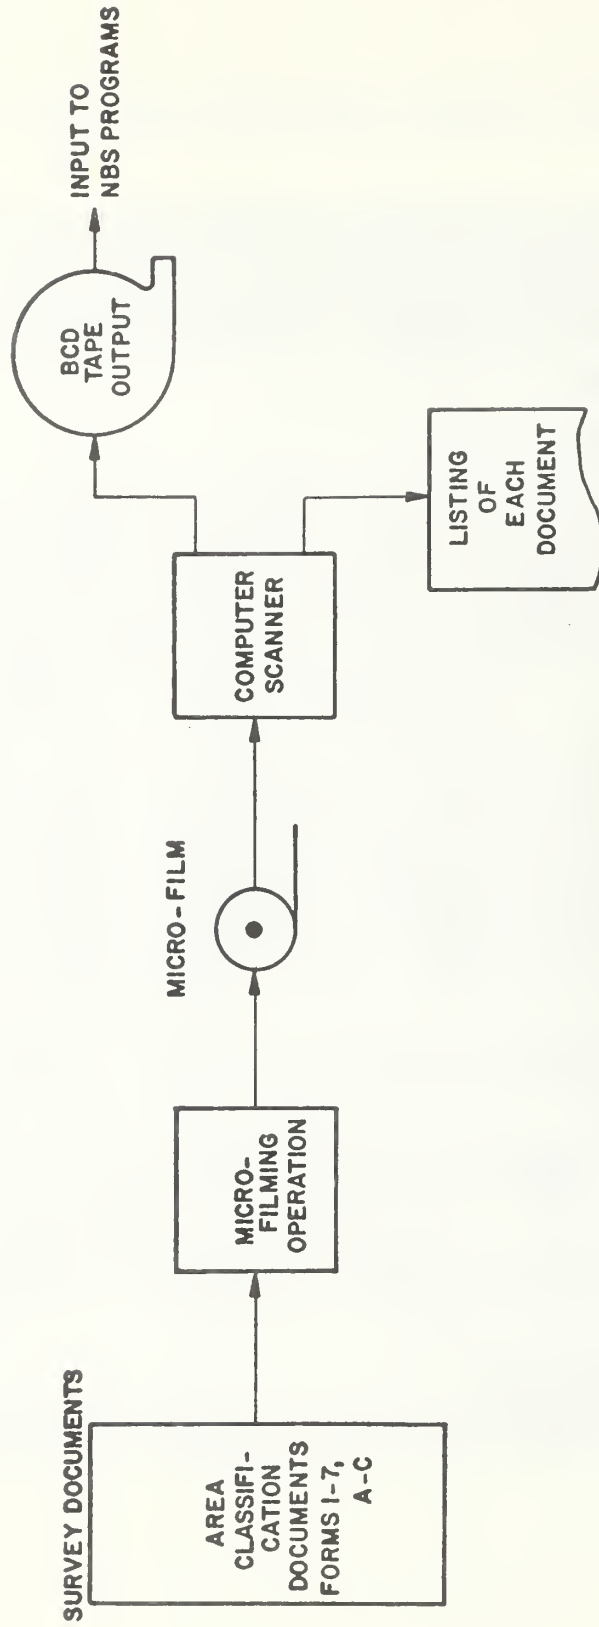 SURVEY DOCUMENTS
AREA
CLASSIFI-
CATION
DOCUMENTS
FORMS 1-7,
A-C
MICRO-
FILMING
OPERATION
MICRO-FILM
COMPUTER
SCANNER
BCD
TAPE
OUTPUT
INPUT TO
NBS PROGRAMS
LISTING
OF
EACH
DOCUMENT